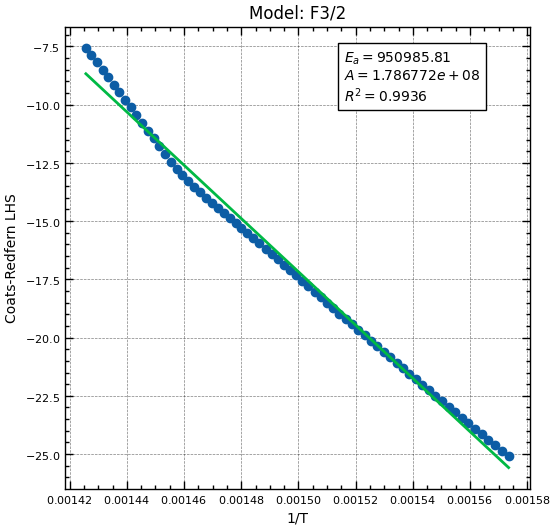 Model: F3/2
E_a = 950985.81
A = 1.786772e + 08
R² = 0.9936
−7.5
−10.0
−12.5
−15.0
−17.5
−20.0
−22.5
−25.0
Coats-Redfern LHS
0.00142 0.00144 0.00146 0.00148 0.00150 0.00152 0.00154 0.00156 0.00158
1/T